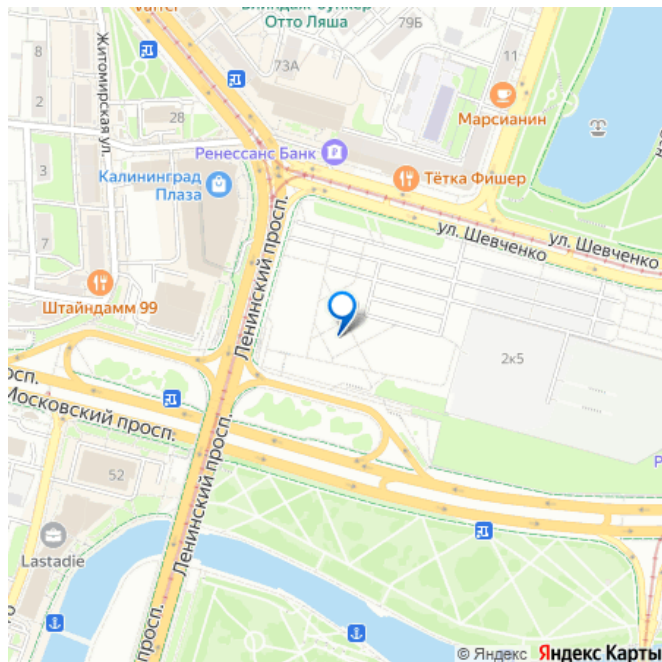 Блиндаж-бункер
Отто Ляша
79Б
73А
11
8
2
Житомирская ул.
28
Марсианин
Ренессанс Банк
Тётка Фишер
Калининград
Плаза
3
7
ул. Шевченко
ул. Шевченко
Ленинский просп.
Штайндамм 99
2к5
Московский просп.
Ленинский просп.
52
Lastadie
просп.
© Яндекс Яндекс Карты